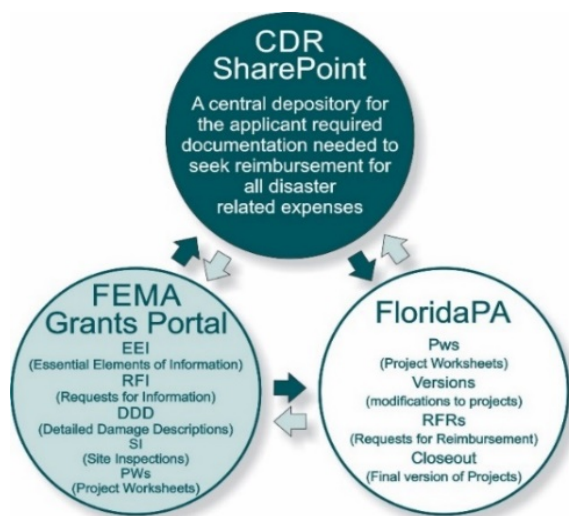 CDR
SharePoint
A central depository for
the applicant required
documentation needed to
seek reimbursement for
all disaster
related expenses
FEMA
Grants Portal
EEI
(Essential Elements of Information)
RFI
(Requests for Information)
DDD
(Detailed Damage Descriptions)
SI
(Site Inspections)
PWs
(Project Worksheets)
FloridaPA
Pws
(Project Worksheets)
Versions
(modifications to projects)
RFRs
(Requests for Reimbursement)
Closeout
(Final version of Projects)